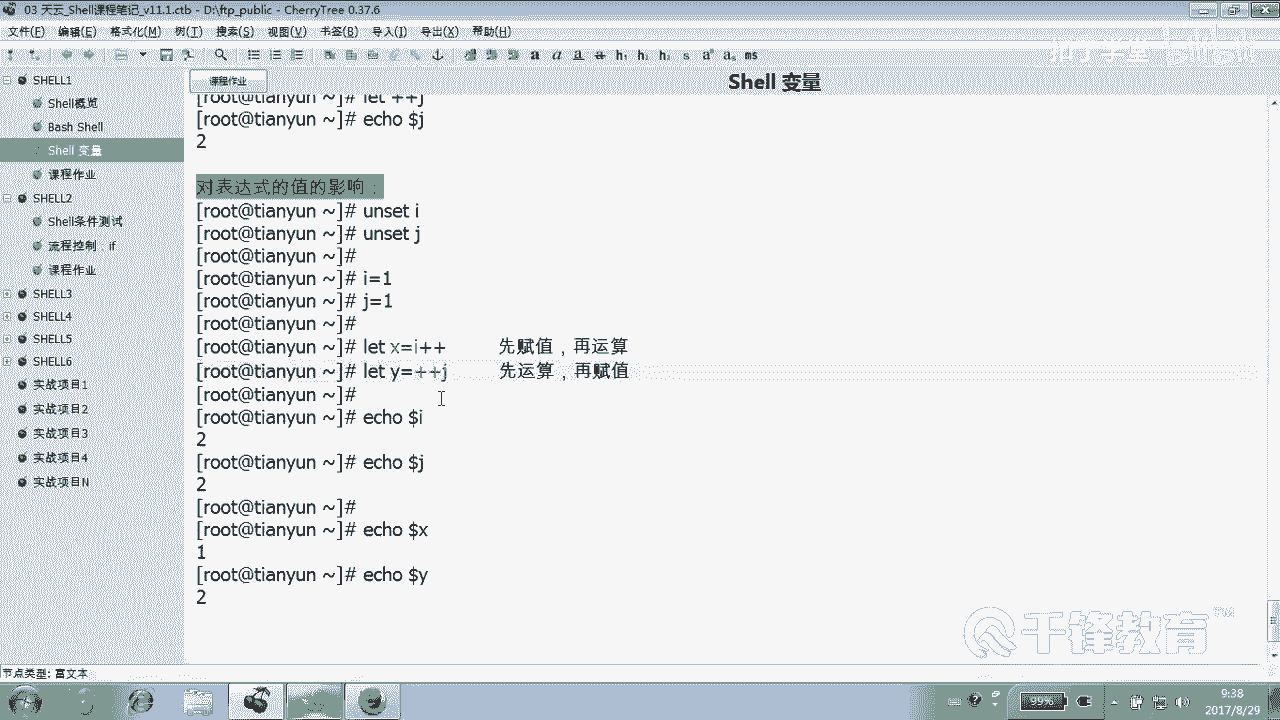 03 天云_Shell课程笔记_v11.1.ctb - D:\ftp_public - CherryTree 0.37.6
文件(F) 编辑(E) 格式化(M) 树(T) 搜索(S) 视图(V) 书签(B) 导入(I) 导出(X) 帮助(H)
a a a a h₁ h₂ h₃ s aª aₐ ms
SHELL1
Shell概览
Bash Shell
Shell 变量
课程作业
SHELL2
Shell条件测试
流程控制：if
课程作业
SHELL3
SHELL4
SHELL5
SHELL6
实战项目1
实战项目2
实战项目3
实战项目4
实战项目N
课程作业
Shell 变量
[root@tianyun ~]# let ++j
[root@tianyun ~]# echo $j
2
对表达式的值的影响：
[root@tianyun ~]# unset i
[root@tianyun ~]# unset j
[root@tianyun ~]#
[root@tianyun ~]# i=1
[root@tianyun ~]# j=1
[root@tianyun ~]#
[root@tianyun ~]# let x=i++ 先赋值，再运算
[root@tianyun ~]# let y=++j 先运算，再赋值
[root@tianyun ~]#
[root@tianyun ~]# echo $i
2
[root@tianyun ~]# echo $j
2
[root@tianyun ~]#
[root@tianyun ~]# echo $x
1
[root@tianyun ~]# echo $y
2
千锋教育™
节点类型: 富文本
99%
9:38
2017/8/29